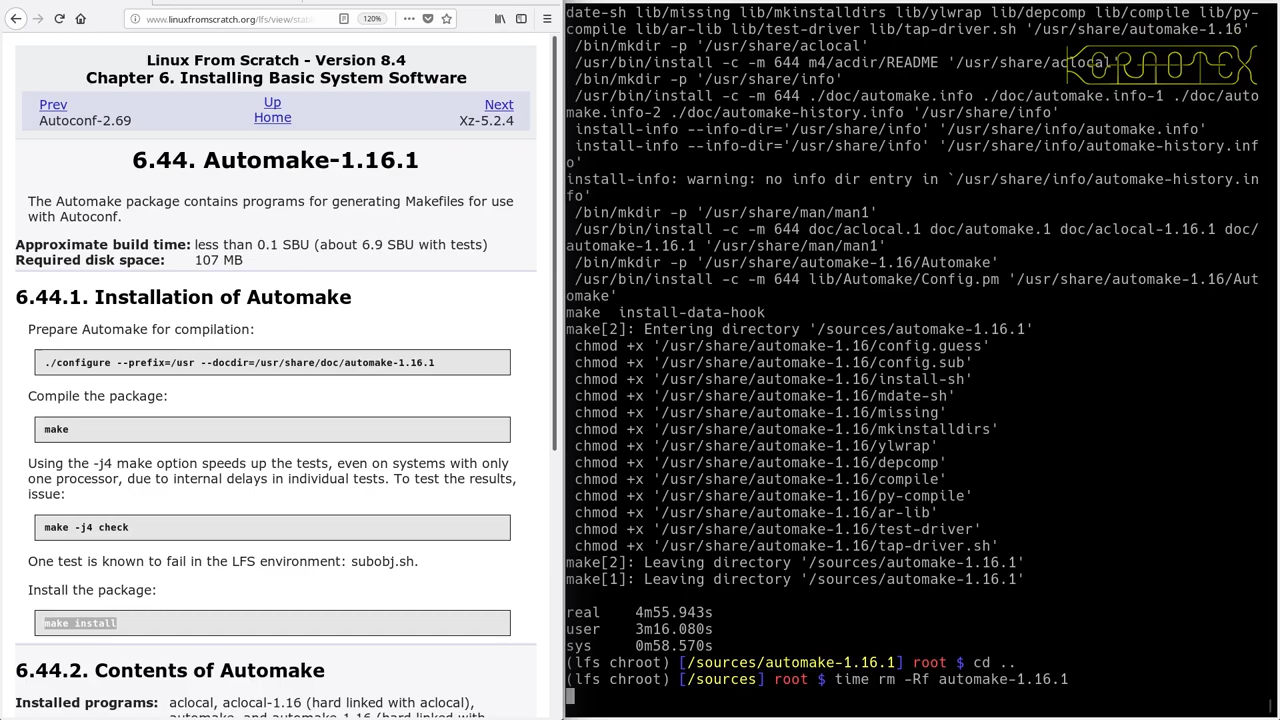 www.linuxfromscratch.org/lfs/view/stab
120%
Linux From Scratch - Version 8.4
Chapter 6. Installing Basic System Software
Prev
Up
Next
Autoconf-2.69
Home
Xz-5.2.4
6.44. Automake-1.16.1
The Automake package contains programs for generating Makefiles for use
with Autoconf.
Approximate build time: less than 0.1 SBU (about 6.9 SBU with tests)
Required disk space: 107 MB
6.44.1. Installation of Automake
Prepare Automake for compilation:
./configure --prefix=/usr --docdir=/usr/share/doc/automake-1.16.1
Compile the package:
make
Using the -j4 make option speeds up the tests, even on systems with only
one processor, due to internal delays in individual tests. To test the results,
issue:
make -j4 check
One test is known to fail in the LFS environment: subobj.sh.
Install the package:
make install
6.44.2. Contents of Automake
Installed programs: aclocal, aclocal-1.16 (hard linked with aclocal),
automake, and automake-1.16 (hard linked with
date-sh lib/missing lib/mkinstalldirs lib/ylwrap lib/depcomp lib/compile lib/py-
compile lib/ar-lib lib/test-driver lib/tap-driver.sh '/usr/share/automake-1.16'
/bin/mkdir -p '/usr/share/aclocal'
/usr/bin/install -c -m 644 m4/acdir/README '/usr/share/aclocal'
/bin/mkdir -p '/usr/share/info'
/usr/bin/install -c -m 644 ./doc/automake.info ./doc/automake.info-1 ./doc/auto
make.info-2 ./doc/automake-history.info '/usr/share/info'
install-info --info-dir='/usr/share/info' '/usr/share/info/automake.info'
install-info --info-dir='/usr/share/info' '/usr/share/info/automake-history.inf
o'
install-info: warning: no info dir entry in `/usr/share/info/automake-history.in
fo'
/bin/mkdir -p '/usr/share/man/man1'
/usr/bin/install -c -m 644 doc/aclocal.1 doc/automake.1 doc/aclocal-1.16.1 doc/
automake-1.16.1 '/usr/share/man/man1'
/bin/mkdir -p '/usr/share/automake-1.16/Automake'
/usr/bin/install -c -m 644 lib/Automake/Config.pm '/usr/share/automake-1.16/Aut
omake'
make  install-data-hook
make[2]: Entering directory '/sources/automake-1.16.1'
chmod +x '/usr/share/automake-1.16/config.guess'
chmod +x '/usr/share/automake-1.16/config.sub'
chmod +x '/usr/share/automake-1.16/install-sh'
chmod +x '/usr/share/automake-1.16/mdate-sh'
chmod +x '/usr/share/automake-1.16/missing'
chmod +x '/usr/share/automake-1.16/mkinstalldirs'
chmod +x '/usr/share/automake-1.16/ylwrap'
chmod +x '/usr/share/automake-1.16/depcomp'
chmod +x '/usr/share/automake-1.16/compile'
chmod +x '/usr/share/automake-1.16/py-compile'
chmod +x '/usr/share/automake-1.16/ar-lib'
chmod +x '/usr/share/automake-1.16/test-driver'
chmod +x '/usr/share/automake-1.16/tap-driver.sh'
make[2]: Leaving directory '/sources/automake-1.16.1'
make[1]: Leaving directory '/sources/automake-1.16.1'
real 4m55.943s
user 3m16.080s
sys 0m58.570s
(lfs chroot) [/sources/automake-1.16.1] root $ cd ..
(lfs chroot) [/sources] root $ time rm -Rf automake-1.16.1